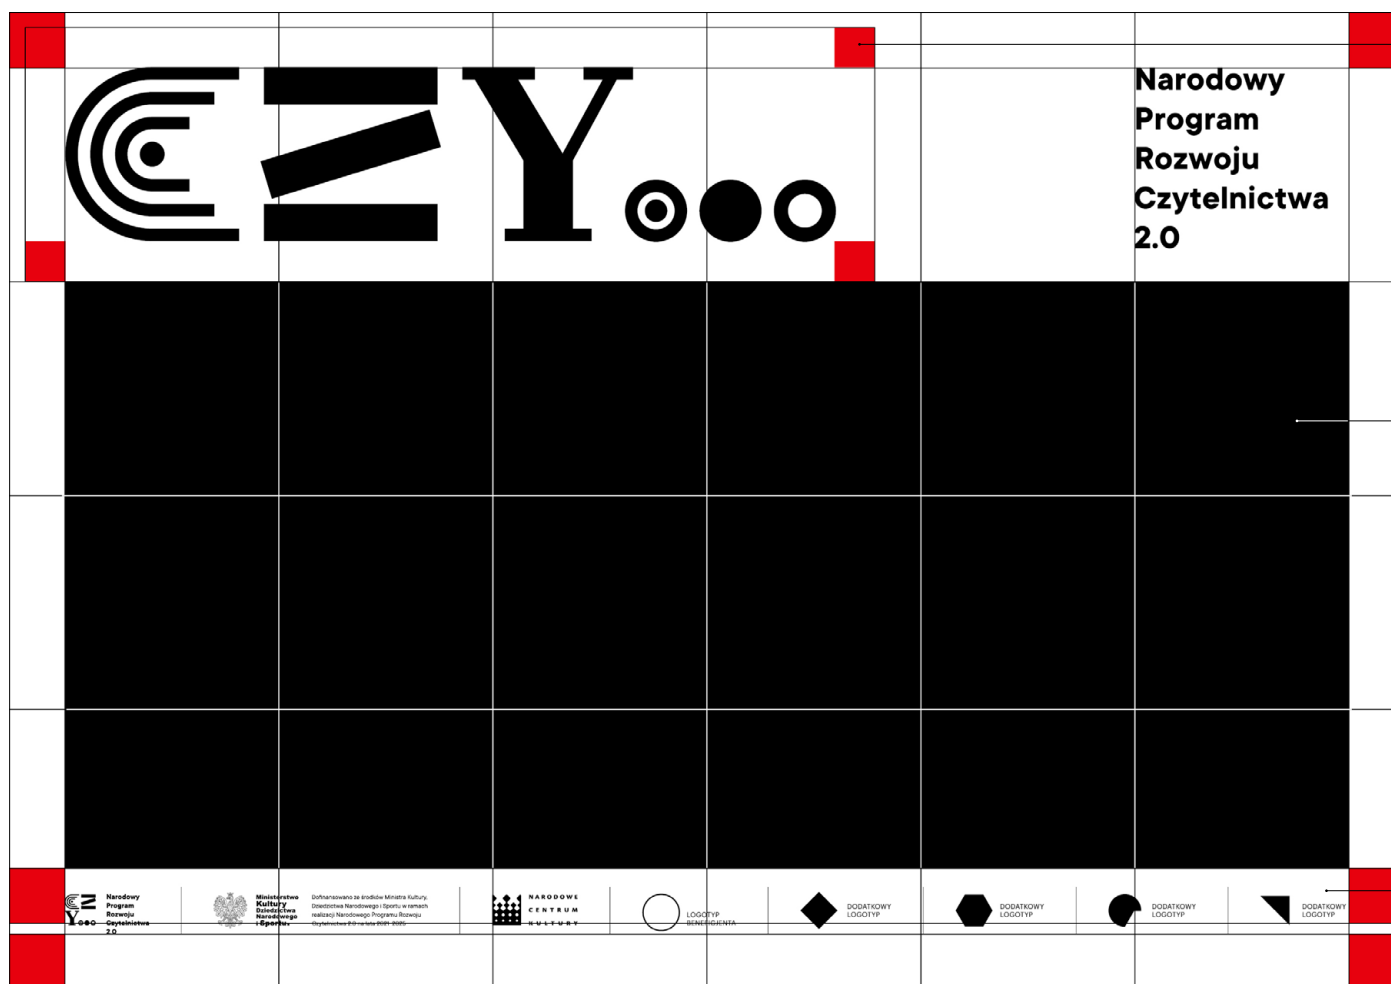 CZY...
Narodowy
Program
Rozwoju
Czytelnictwa
2.0
CZ
Y...
Narodowy
Program
Rozwoju
Czytelnictwa
2.0
Ministerstwo
Kultury
Dziedzictwa
Narodowego
i Sportu.
Dofinansowano ze środków Ministra Kultury,
Dziedzictwa Narodowego i Sportu w ramach
realizacji Narodowego Programu Rozwoju
Czytelnictwa 2.0 na lata 2021-2025
NARODOWE
CENTRUM
KULTURY
LOGOTYP
BENEFICJENTA
DODATKOWY
LOGOTYP
DODATKOWY
LOGOTYP
DODATKOWY
LOGOTYP
DODATKOWY
LOGOTYP